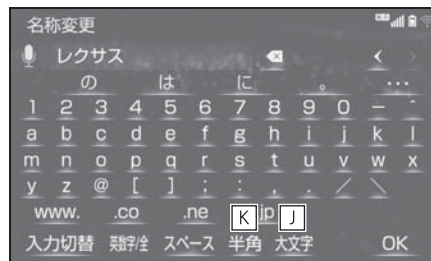 名称変更
レクサス
の は に 。 …
1 2 3 4 5 6 7 8 9 0 － ＾
a b c d e f g h i j k l
m n o p q r s t u v w x
y z @ [ ] ; : , . ／ ＼
www. .co .ne K jp J
入力切替 英数字/全 スペース 半角 大文字 OK